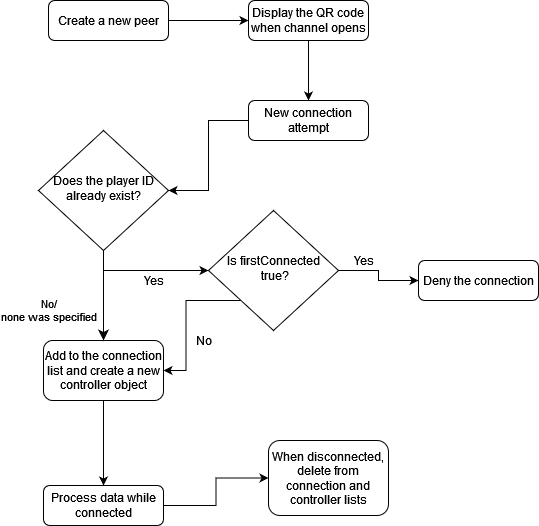 Create a new peer
Display the QR code
when channel opens
New connection
attempt
Does the player ID
already exist?
Is firstConnected
true?
Yes
Deny the connection
Yes
No/
none was specified
No
Add to the connection
list and create a new
controller object
When disconnected,
delete from
connection and
controller lists
Process data while
connected